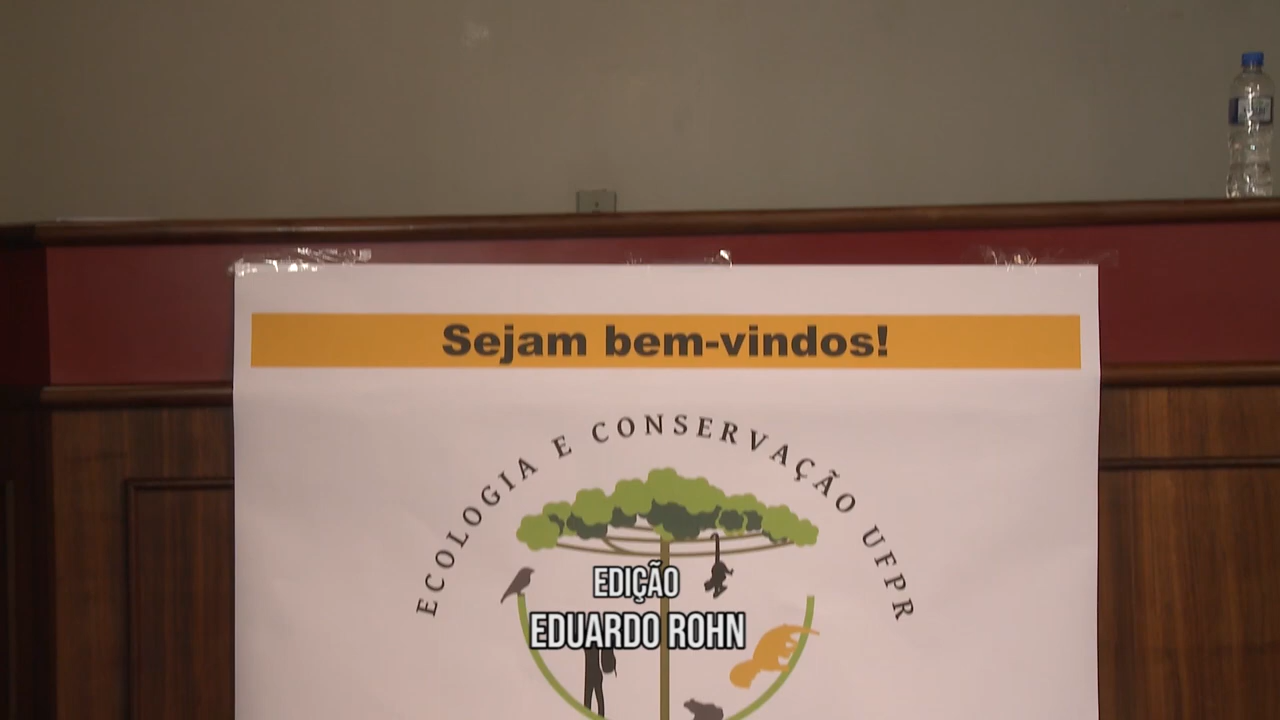 Sejam bem-vindos!
ECOLOGIA E CONSERVAÇÃO UFPR
EDIÇÃO
EDUARDO ROHN